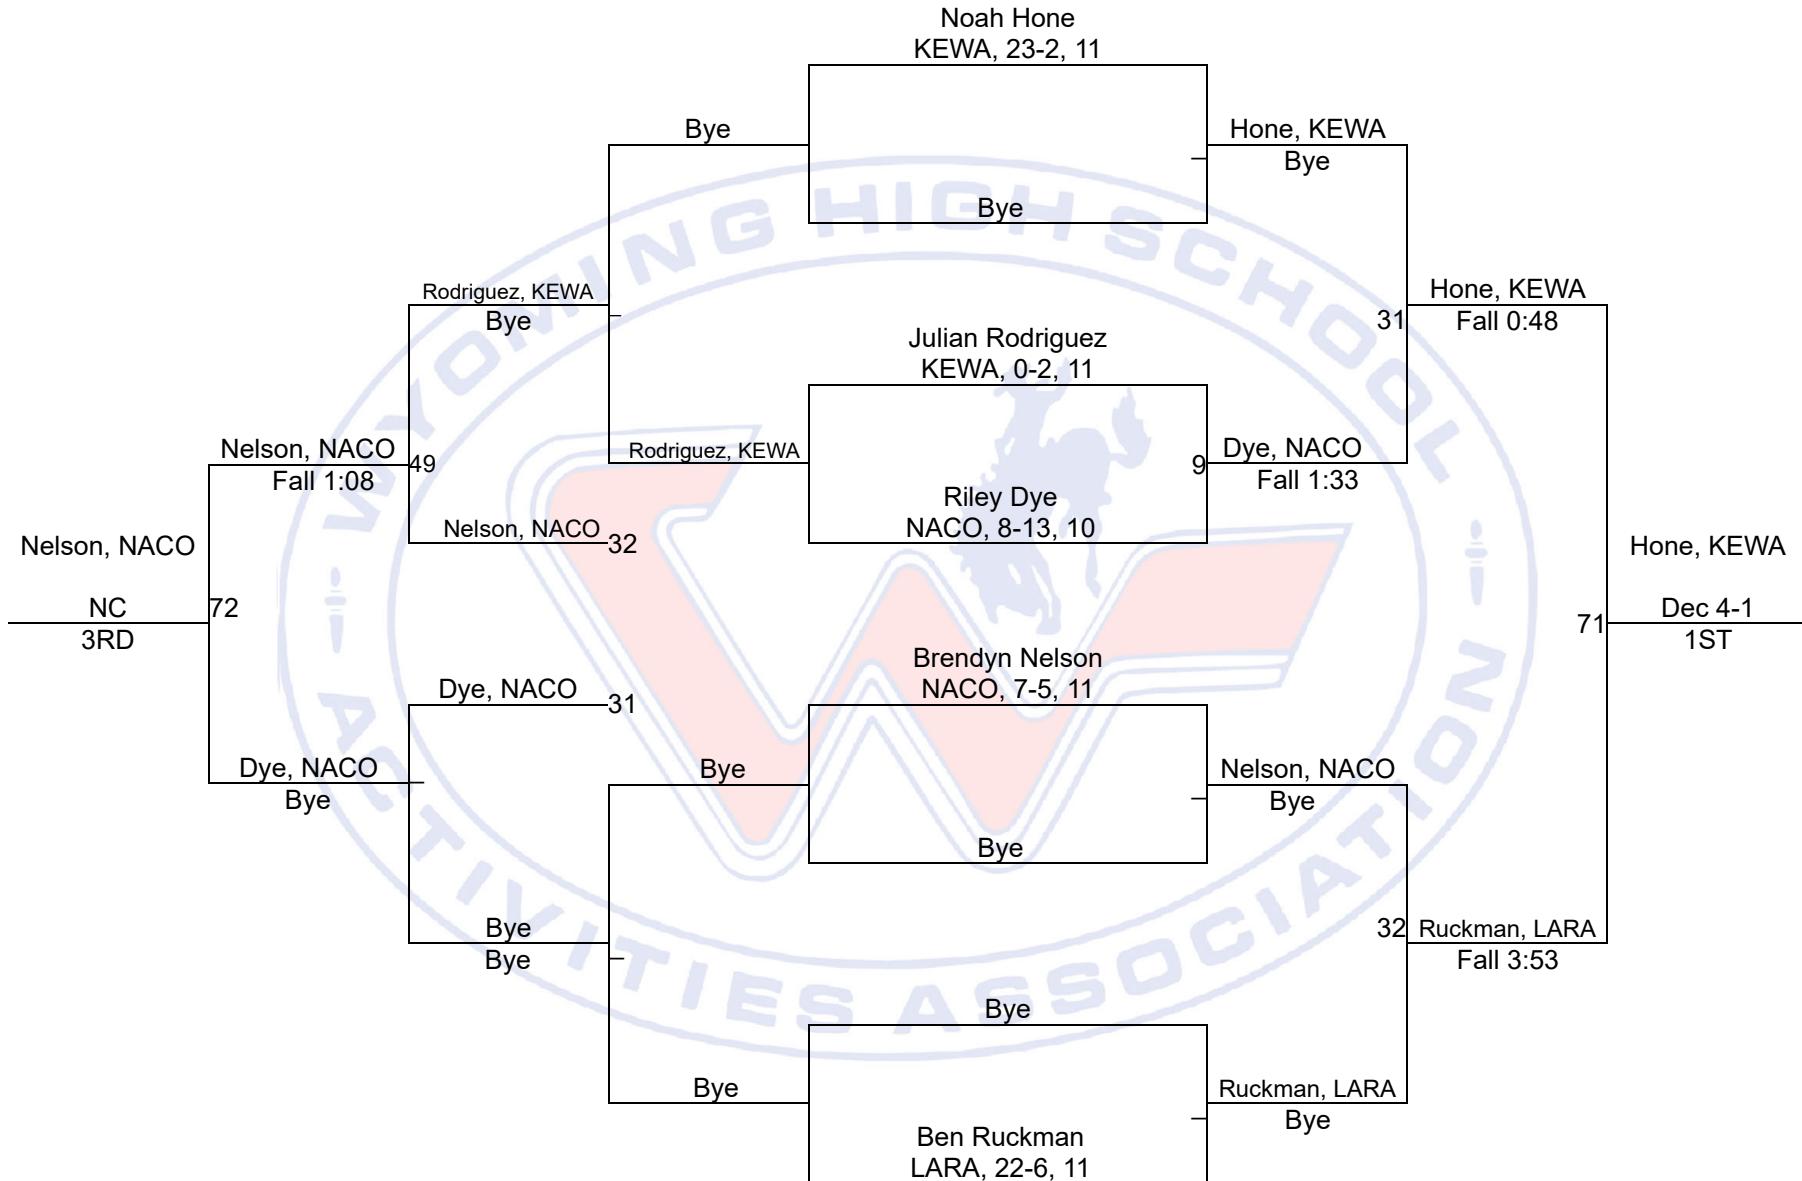 Noah Hone
KEWA, 23-2, 11
Bye
Hone, KEWA
Bye
Bye
Rodriguez, KEWA
Bye
Hone, KEWA
31
Fall 0:48
Julian Rodriguez
KEWA, 0-2, 11
Nelson, NACO
49
Fall 1:08
Rodriguez, KEWA
9
Dye, NACO
Fall 1:33
Riley Dye
NACO, 8-13, 10
Nelson, NACO
32
Nelson, NACO
NC
72
3RD
Hone, KEWA
71
Dec 4-1
1ST
Brendyn Nelson
NACO, 7-5, 11
Dye, NACO
31
Dye, NACO
Bye
Bye
Nelson, NACO
Bye
Bye
Bye
Bye
32
Ruckman, LARA
Fall 3:53
Bye
Bye
Ruckman, LARA
Bye
Ben Ruckman
LARA, 22-6, 11
WYOMING HIGH SCHOOL
ACTIVITIES ASSOCIATION